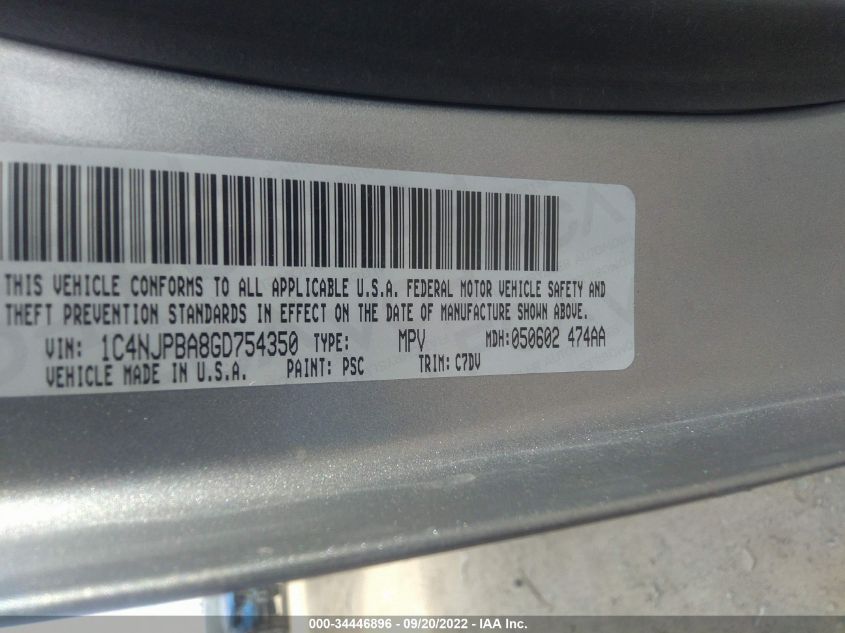 THIS VEHICLE CONFORMS TO ALL APPLICABLE U.S.A. FEDERAL MOTOR VEHICLE SAFETY AND
THEFT PREVENTION STANDARDS IN EFFECT ON THE DATE OF MANUFACTURE SHOWN ABOVE.
VIN: 1C4NJPBA8GD754350 TYPE: MPV MDH:050602 474AA
VEHICLE MADE IN U.S.A. PAINT: PSC TRIM: C7DV
000-34446896 - 09/20/2022 - IAA Inc.